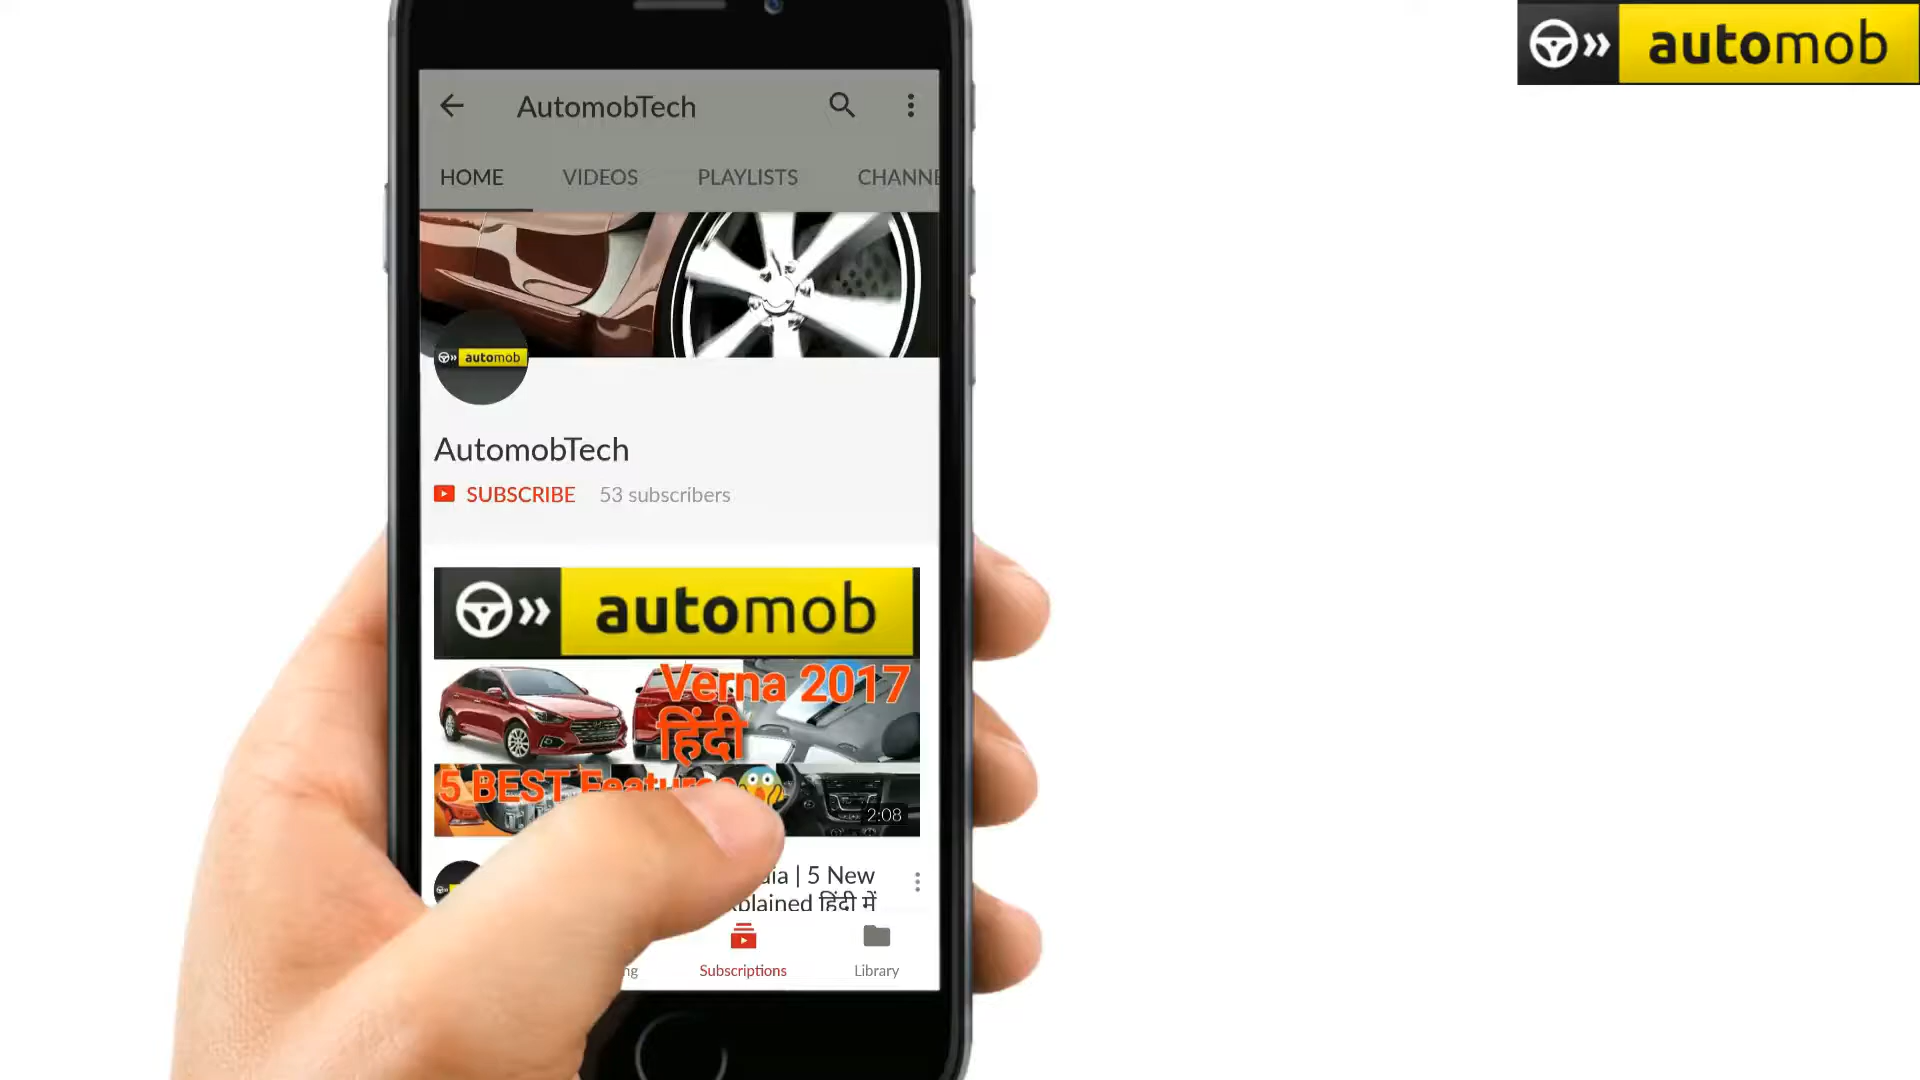 automob
AutomobTech
HOME VIDEOS PLAYLISTS CHANNE
automob
AutomobTech
SUBSCRIBE 53 subscribers
automob
Verna 2017
हिंदी
5 BEST
2:08
| 5 New
हिंदी में
Subscriptions Library